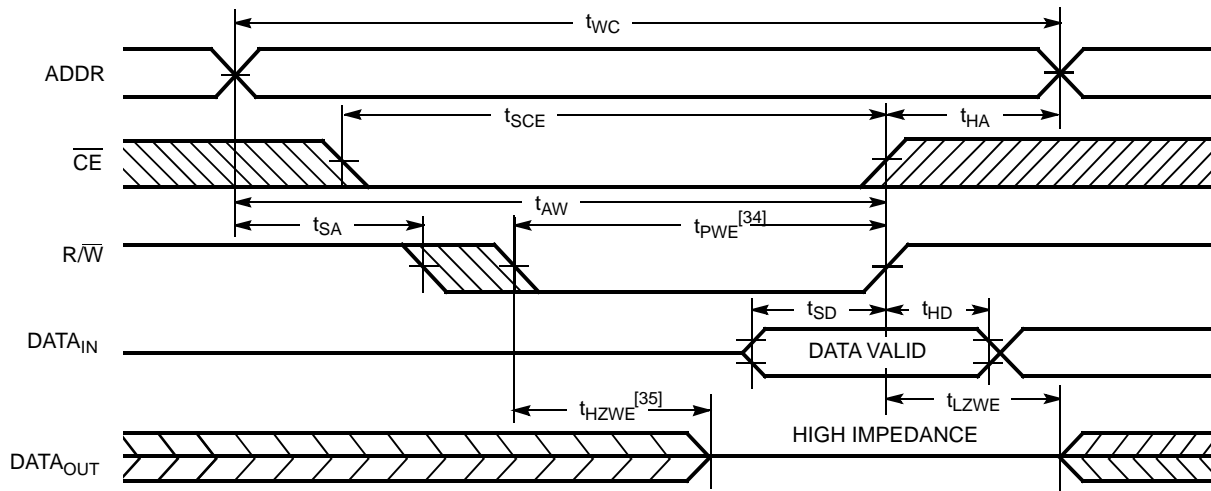 tWC
ADDR
tSCE
tHA
CE
tAW
tSA
tPWE[34]
R/W
tSD
tHD
DATAIN
DATA VALID
tHZWE[35]
tLZWE
HIGH IMPEDANCE
DATAOUT